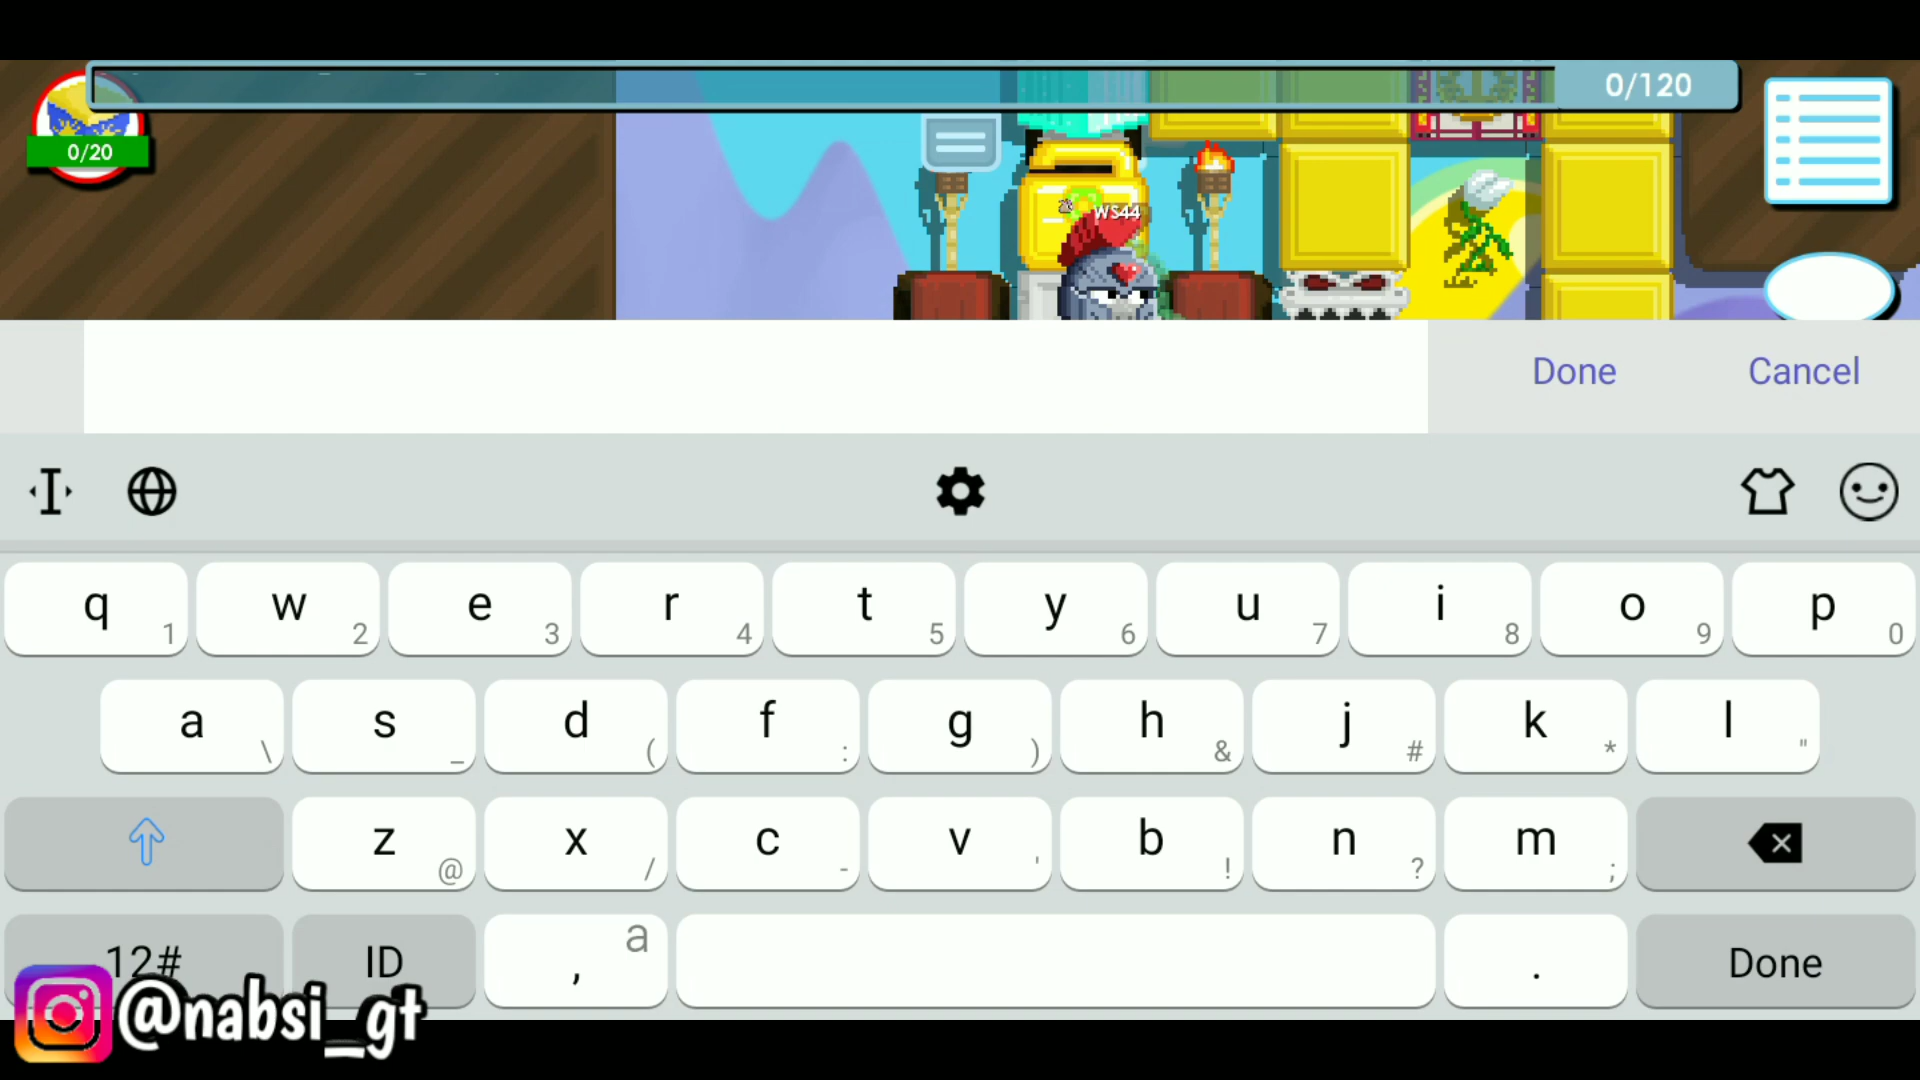 0/120
0/20
WS44
Done Cancel
q 1 w 2 e 3 r 4 t 5 y 6 u 7 i 8 o 9 p 0
a \ s _ d ( f : g ) h & j # k * l "
z @ x / c - v ' b ! n ? m ;
12# ID , a . Done
@nabsi_gt